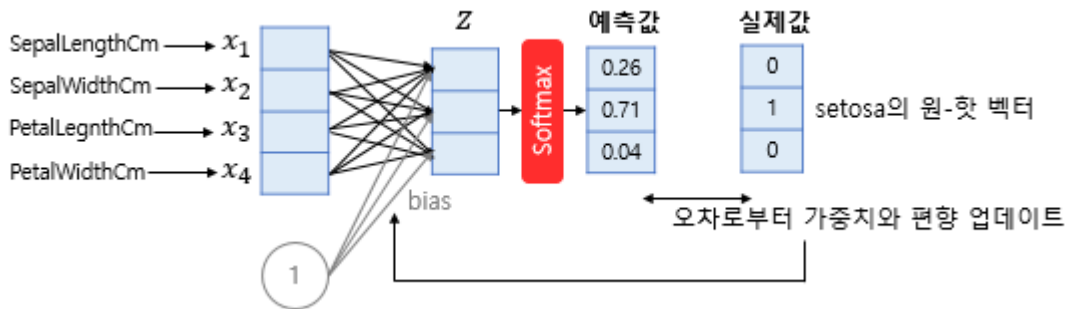 Z 예측값 실제값
SepalLengthCm x₁
SepalWidthCm x₂
PetalLegnthCm x₃
PetalWidthCm x₄
Softmax
0.26
0.71
0.04
0
1
0
setosa의 원-핫 벡터
bias
오차로부터 가중치와 편향 업데이트
1